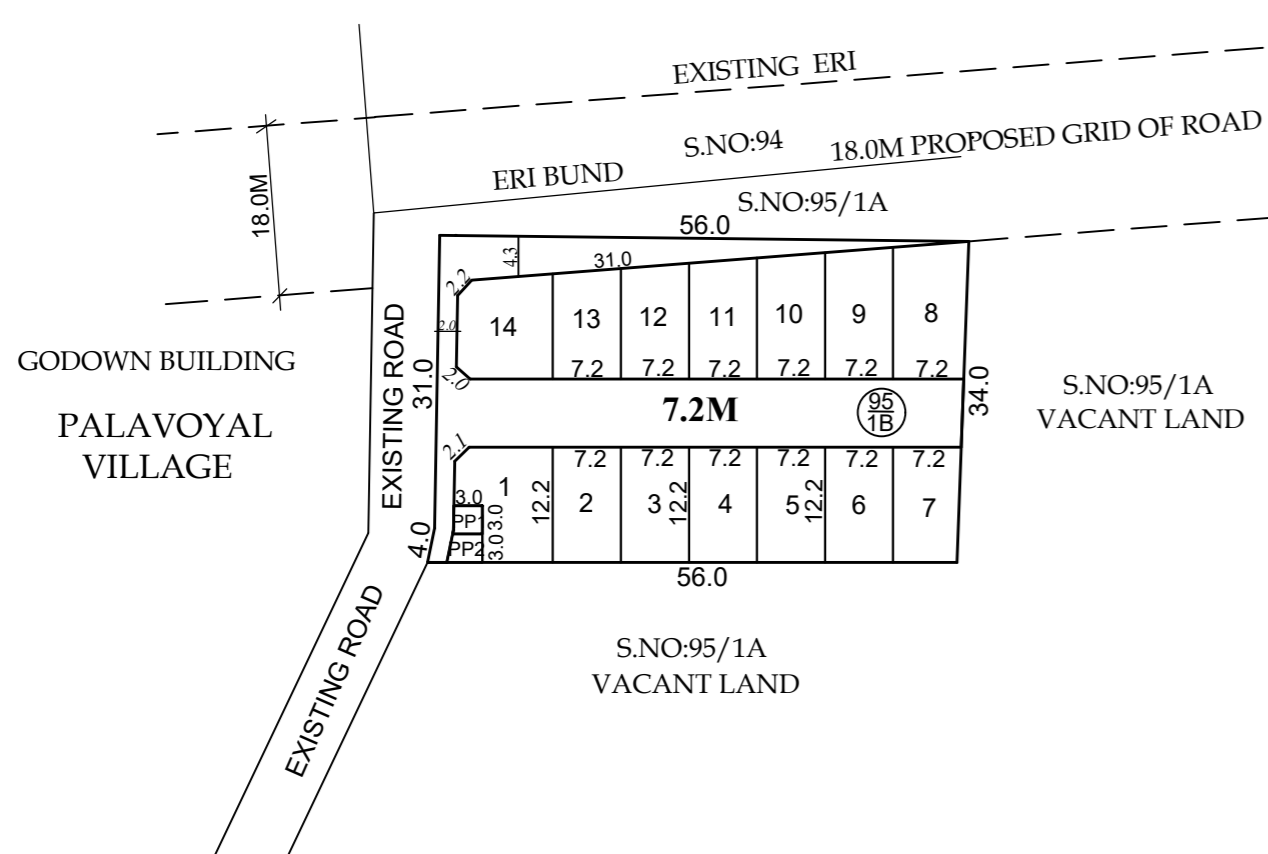 EXISTING ERI
S.NO:94
18.0M PROPOSED GRID OF ROAD
ERI BUND
18.0M
S.NO:95/1A
56.0
4.3
31.0
2.2
14
13
12
11
10
9
8
2.0
EXISTING ROAD
31.0
GODOWN BUILDING
2.0
7.2
7.2
7.2
7.2
7.2
7.2
PALAVOYAL
VILLAGE
7.2M
95
1B
34.0
S.NO:95/1A
VACANT LAND
2.1
7.2
7.2
7.2
7.2
7.2
7.2
1
12.2
2
3
12.2
4
5
12.2
6
7
3.0
PP1
3.0
PP2
3.0
4.0
56.0
EXISTING ROAD
S.NO:95/1A
VACANT LAND